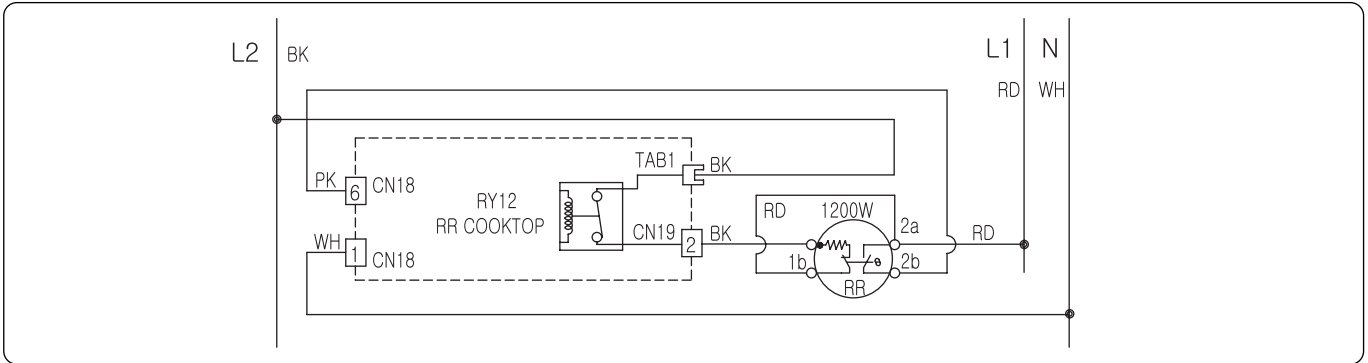 L2 BK
L1 N
RD WH
TAB1 BK
PK 6 CN18
RY12
RR COOKTOP
RD 1200W 2a
CN19 2 BK
RD
WH 1 CN18
1b θ 2b
RR